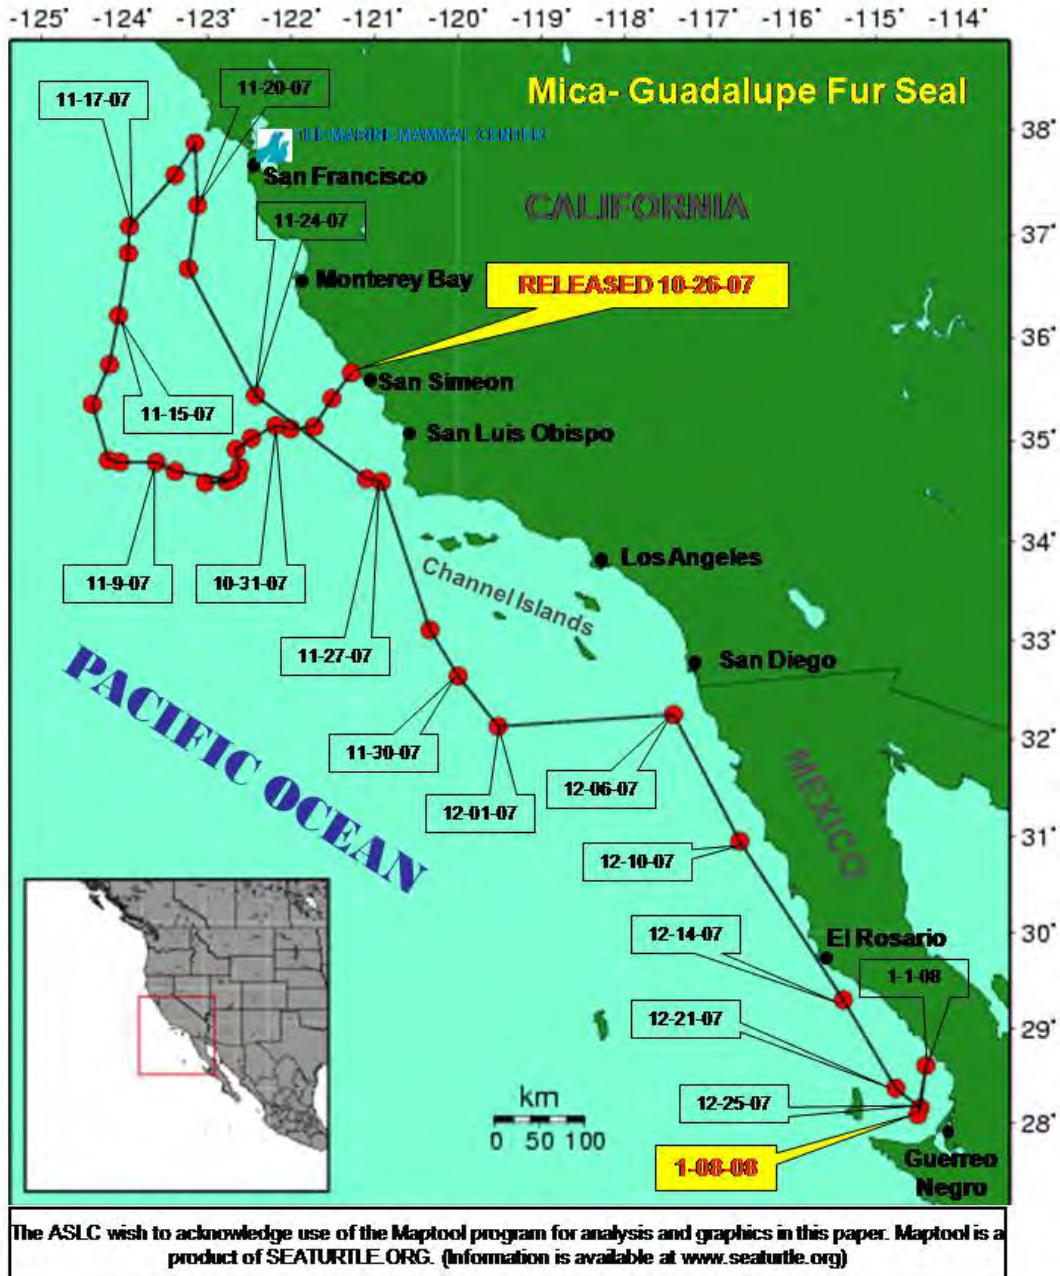 -125° -124° -123° -122° -121° -120° -119° -118° -117° -116° -115° -114°
Mica- Guadalupe Fur Seal
11-17-07
11-20-07
38°
THE MARINE MAMMAL CENTER
San Francisco
CALIFORNIA
11-24-07
37°
Monterey Bay
RELEASED 10-26-07
36°
San Simeon
11-15-07
San Luis Obispo
35°
34°
Los Angeles
11-9-07
10-31-07
Channel Islands
33°
11-27-07
San Diego
PACIFIC OCEAN
11-30-07
32°
12-06-07
12-01-07
MEXICO
31°
12-10-07
30°
12-14-07
El Rosario
1-1-08
29°
12-21-07
km
0 50 100
12-25-07
28°
1-08-08
Guerreo
Negro
The ASLC wish to acknowledge use of the Maptool program for analysis and graphics in this paper. Maptool is a
product of SEATURTLE.ORG. (Information is available at www.seaturtle.org)